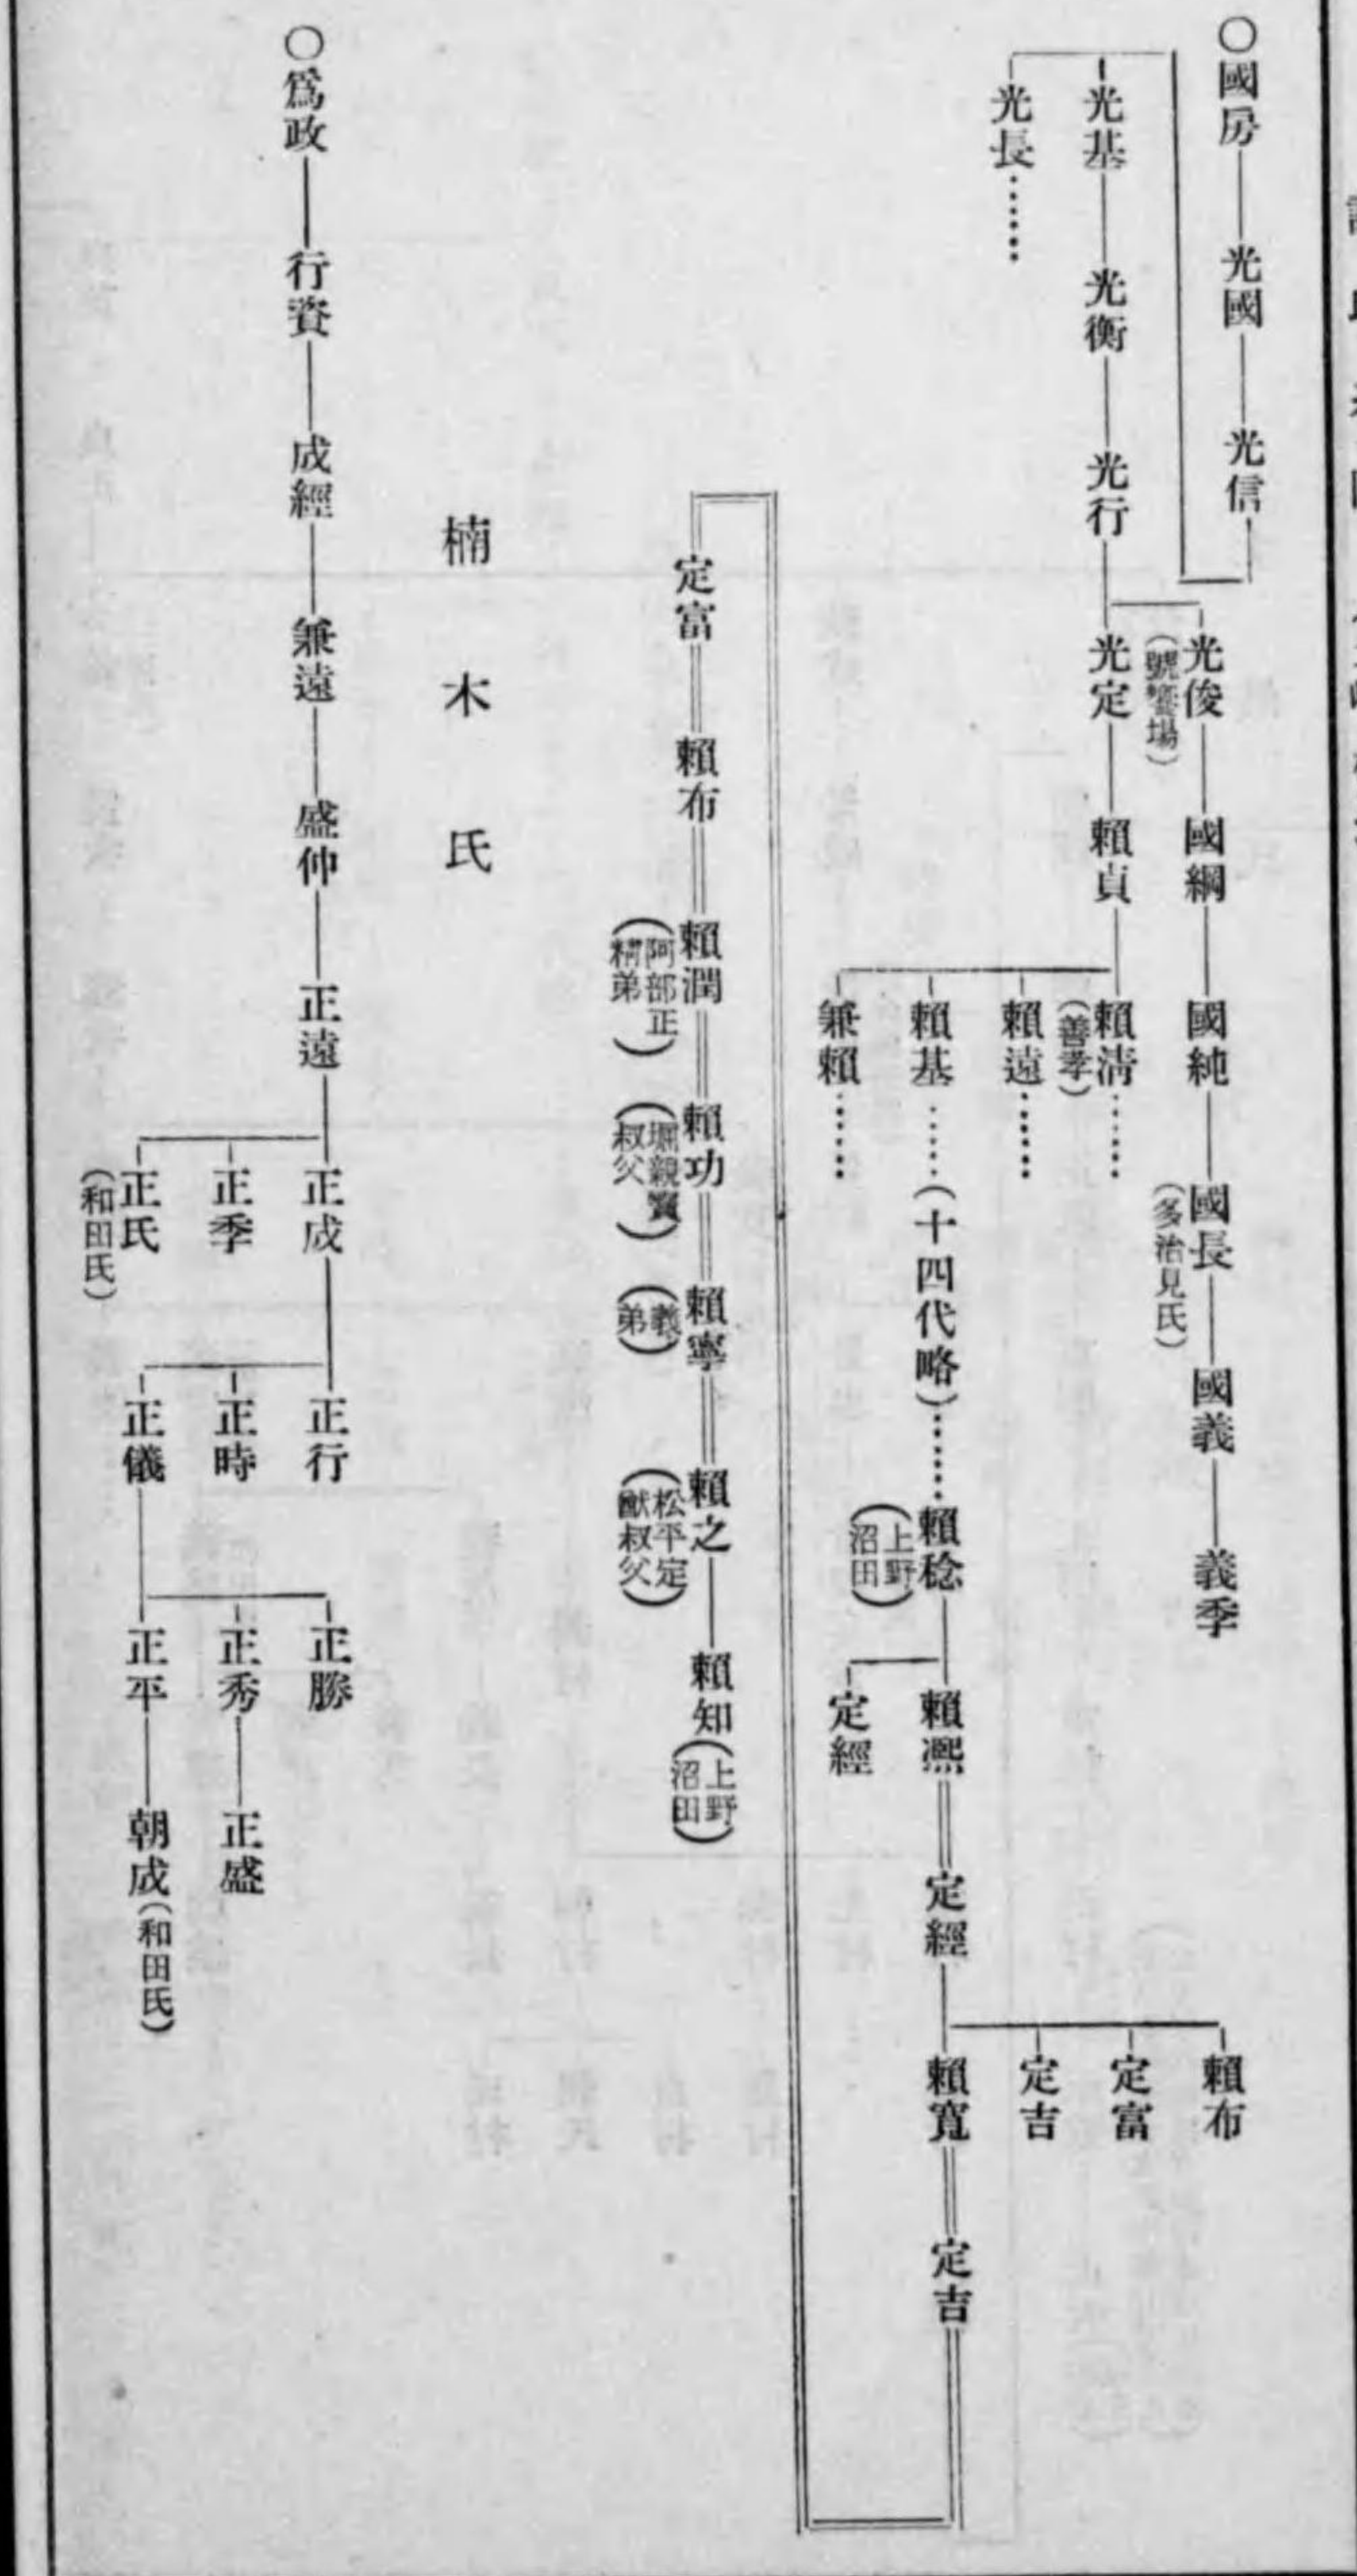 ○國房―光國―光信
光基―光衡―光行
光長……
光俊―國綱―國純―國長―國義―義季
(號饗場)
(多治見氏)
光定―賴貞
賴淸……
(善孝)
賴遠……
賴基……(十四代略)……賴稔
(上野
沼田)
兼賴……
賴凞=定經
定經
賴布
定富
定吉
賴寬=定吉
定富=賴布=賴潤=賴功=賴寧=賴之―賴知(上野
沼田)
(阿部正
精弟)
(堀親寶
叔父)
(義
弟)
(松平定
猷叔父)
楠木氏
○爲政―行資―成經―兼遠―盛仲―正遠
正成―正行
正季
正氏
(和田氏)
正時
正儀
正勝
正秀―正盛
正平―朝成(和田氏)